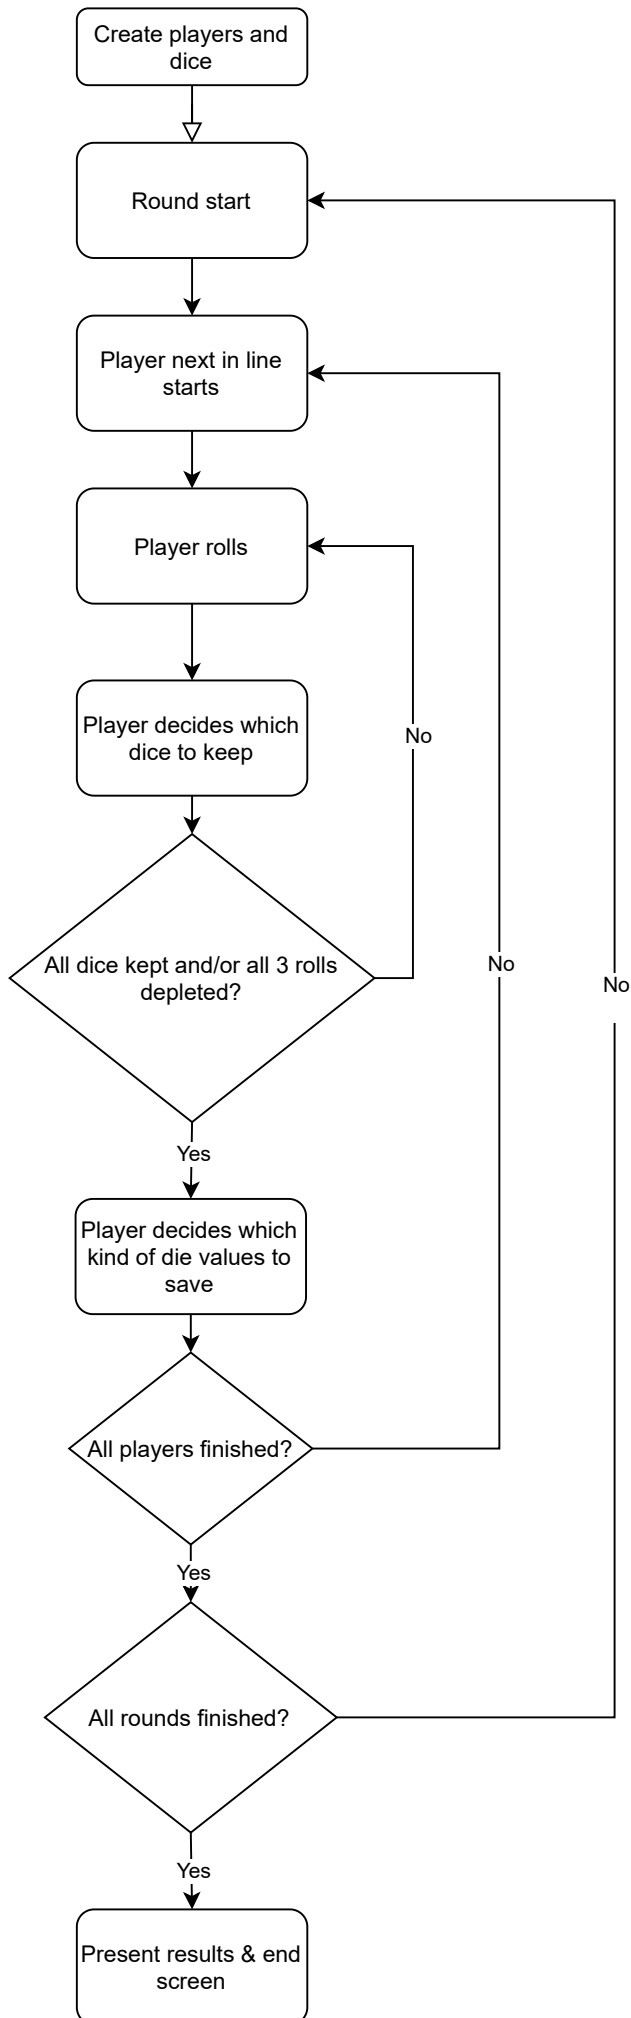 Create players and
dice
Round start
Player next in line
starts
Player rolls
Player decides which
dice to keep
No
All dice kept and/or all 3 rolls
depleted?
No
No
Yes
Player decides which
kind of die values to
save
All players finished?
Yes
All rounds finished?
Yes
Present results & end
screen